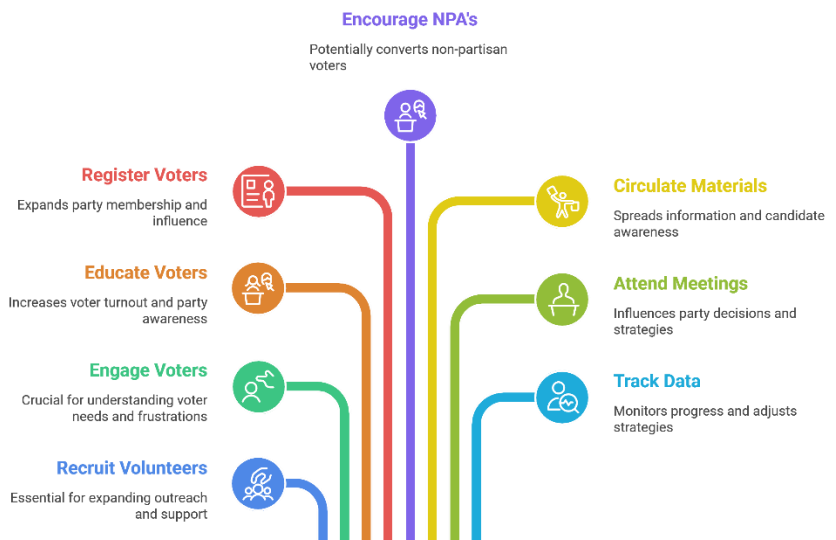 Encourage NPA's
Potentially converts non-partisan
voters
Register Voters
Expands party membership and
influence
Educate Voters
Increases voter turnout and party
awareness
Engage Voters
Crucial for understanding voter
needs and frustrations
Recruit Volunteers
Essential for expanding outreach
and support
Circulate Materials
Spreads information and candidate
awareness
Attend Meetings
Influences party decisions and
strategies
Track Data
Monitors progress and adjusts
strategies